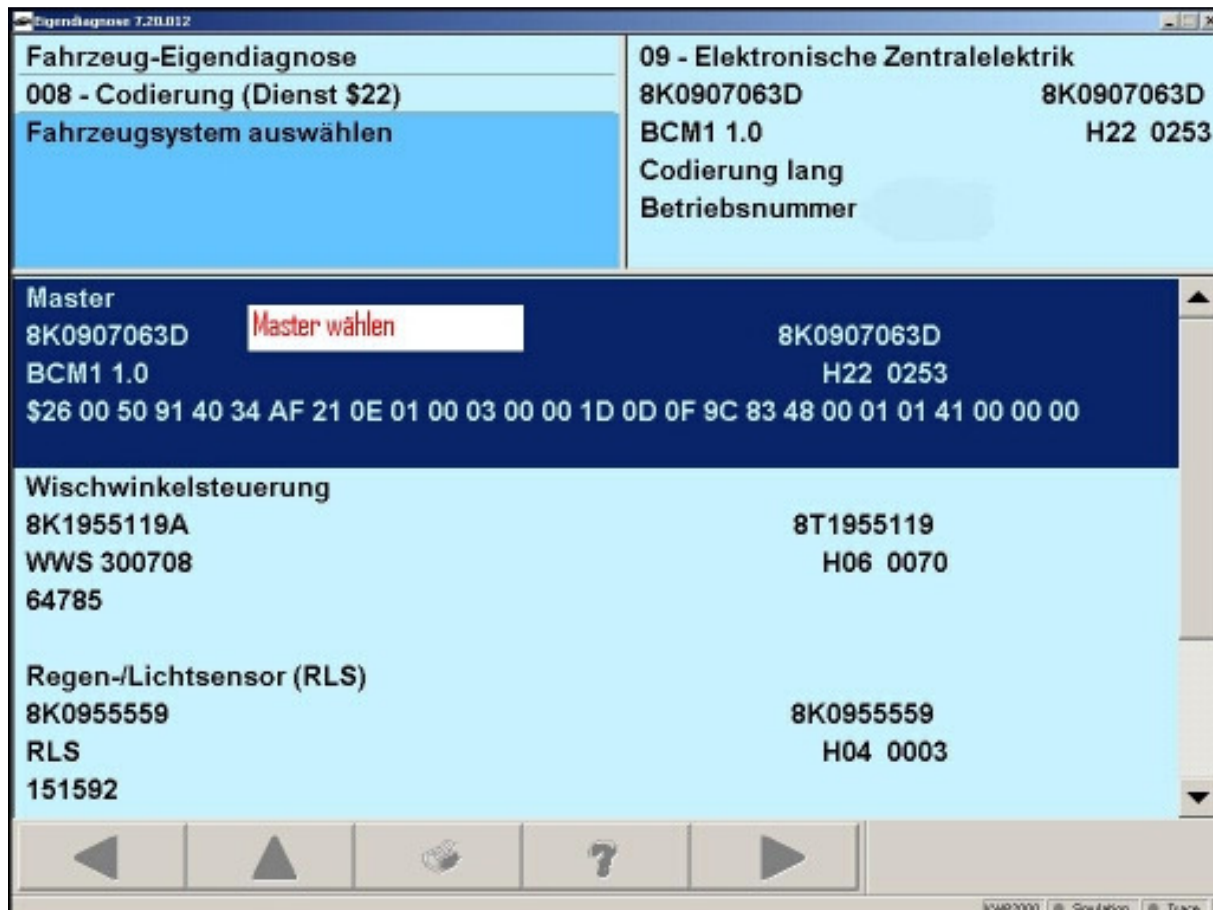 Eigendiagnose 7.20.012
Fahrzeug-Eigendiagnose
008 - Codierung (Dienst $22)
Fahrzeugsystem auswählen
09 - Elektronische Zentralelektrik
8K0907063D 8K0907063D
BCM1 1.0 H22 0253
Codierung lang
Betriebsnummer
Master
Master wählen
8K0907063D 8K0907063D
BCM1 1.0 H22 0253
$26 00 50 91 40 34 AF 21 0E 01 00 03 00 00 1D 0D 0F 9C 83 48 00 01 01 41 00 00 00
Wischwinkelsteuerung
8K1955119A 8T1955119
WWS 300708 H06 0070
64785
Regen-/Lichtsensor (RLS)
8K0955559 8K0955559
RLS H04 0003
151592
?
KWP2000 Simulation Trace